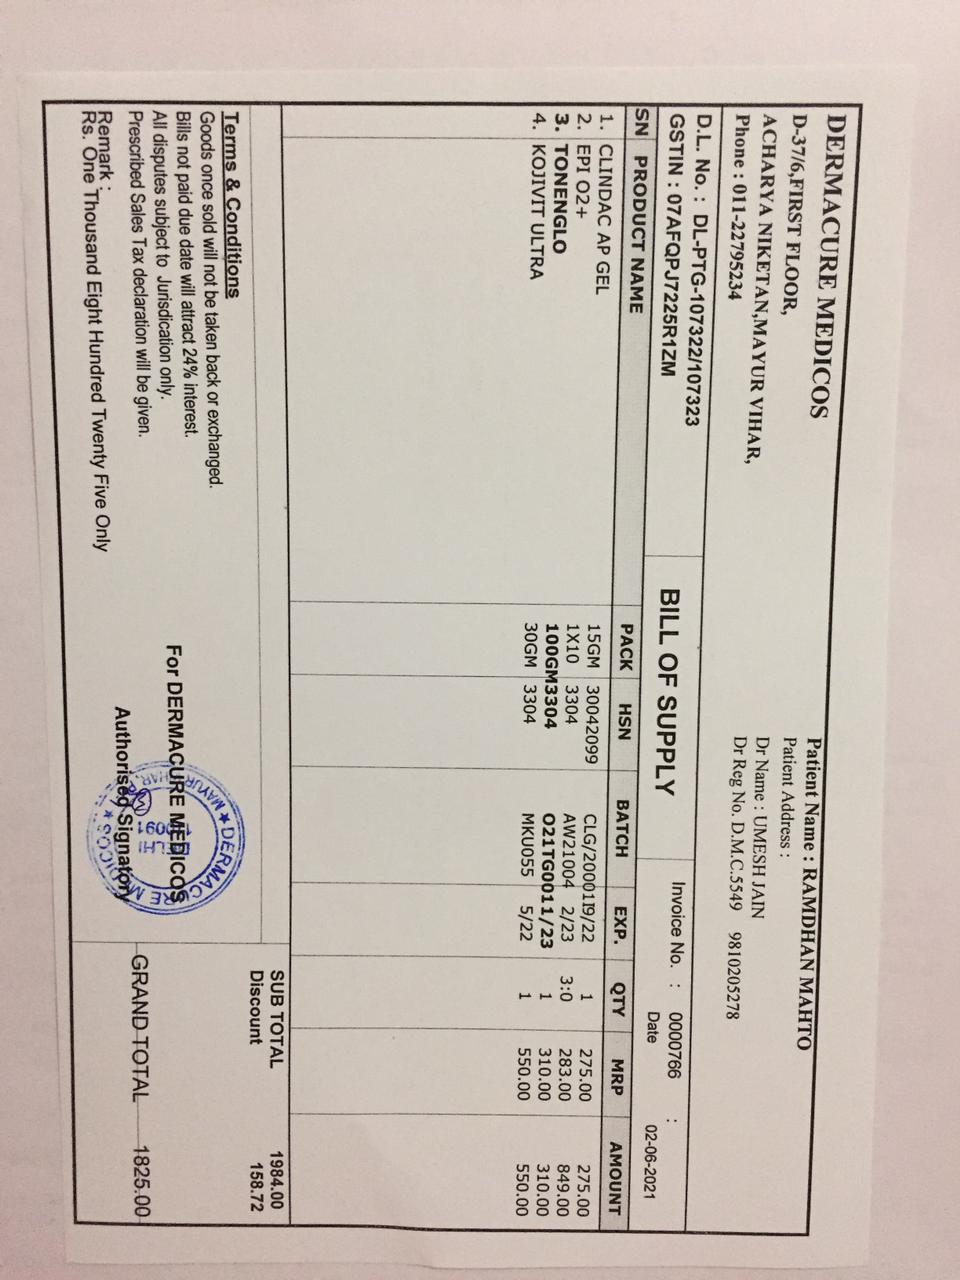 DERMACURE MEDICOS
D-37/6,FIRST FLOOR,
ACHARYA NIKETAN,MAYUR VIHAR,
Phone : 011-22795234
Patient Name : RAMDHAN MAHTO
Patient Address :
Dr Name : UMESH JAIN
Dr Reg No. D.M.C.5549 9810205278
D.L. No. : DL-PTG-107322/107323
GSTIN : 07AFQPJ7225R1ZM
BILL OF SUPPLY
Invoice No. : 0000766 :
Date 02-06-2021
SN PRODUCT NAME PACK HSN BATCH EXP. QTY MRP AMOUNT
1. CLINDAC AP GEL 15GM 30042099 CLG/2000119/22 1 275.00 275.00
2. EPI O2+ 1X10 3304 AW21004 2/23 3:0 283.00 849.00
3. TONENGLO 100GM3304 O21TG0011/23 1 310.00 310.00
4. KOJIVIT ULTRA 30GM 3304 MKU055 5/22 1 550.00 550.00
SUB TOTAL 1984.00
Discount 158.72
Terms & Conditions
Goods once sold will not be taken back or exchanged.
Bills not paid due date will attract 24% interest.
All disputes subject to Jurisdication only.
Prescribed Sales Tax declaration will be given.
For DERMACURE MEDICOS
Authorised Signatory
DERMACURE MEDICOS
MAYUR VIHAR
DELHI
GRAND TOTAL 1825.00
Remark :
Rs. One Thousand Eight Hundred Twenty Five Only